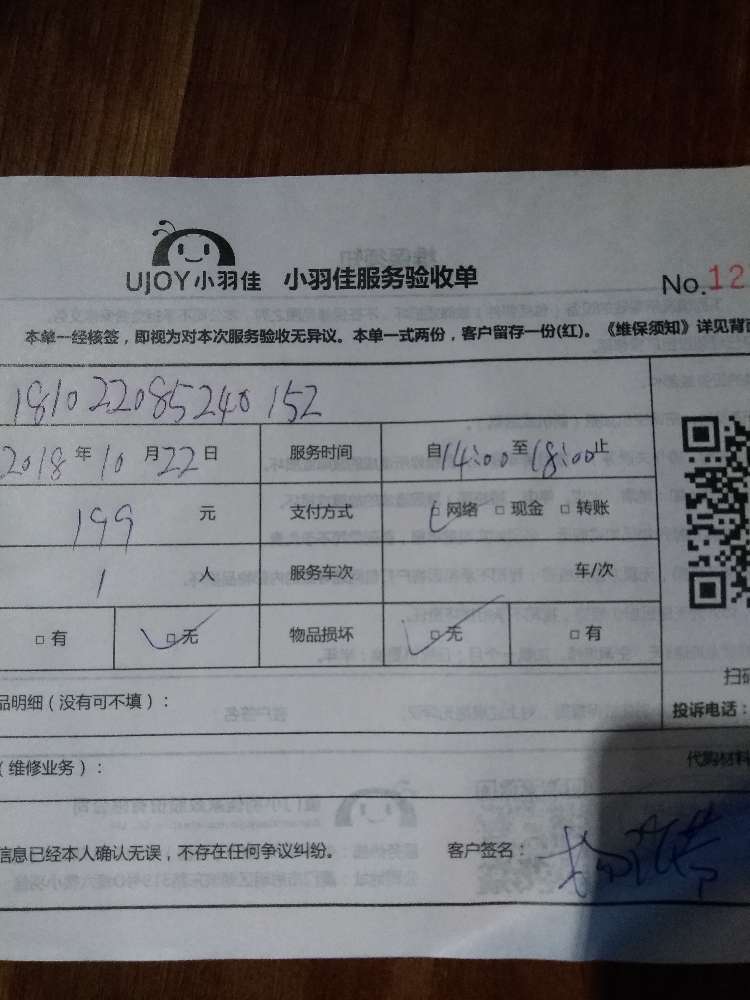 UJOY小羽佳 小羽佳服务验收单
No.12
本单一经核签，即视为对本次服务验收无异议。本单一式两份，客户留存一份(红)。《维保须知》详见背面
181022085240152
2018年10月22日 服务时间 自14:00至18:00止
199 元 支付方式 □网络 □现金 □转账
1 人 服务车次 车/次
□有 □无 物品损坏 □无 □有
扫码
品明细（没有可不填）：
投诉电话：
（维修业务）：
代购材料
信息已经本人确认无误，不存在任何争议纠纷。 客户签名：